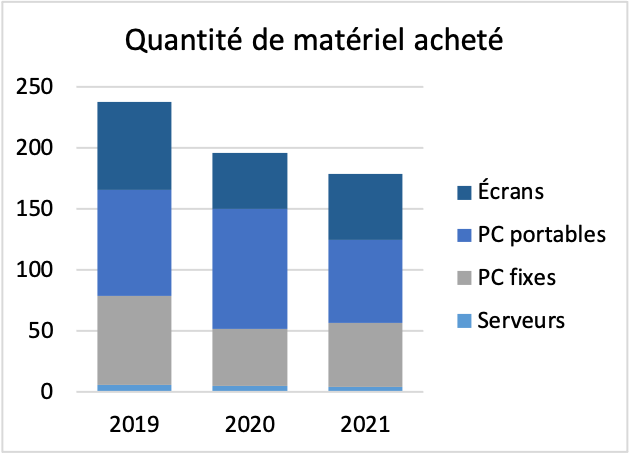 Quantité de matériel acheté
250
200
150
100
50
0
2019 2020 2021
Écrans
PC portables
PC fixes
Serveurs